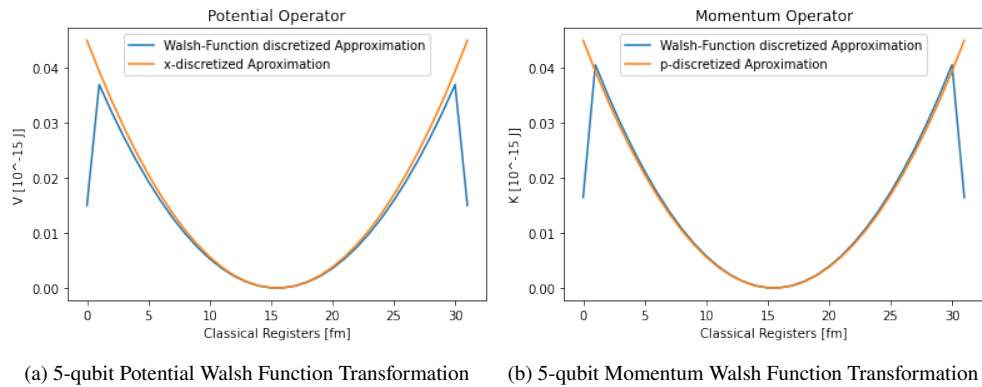 Potential Operator
Walsh-Function discretized Approximation
x-discretized Aproximation
V [10^-15 J]
0.04
0.03
0.02
0.01
0.00
0 5 10 15 20 25 30
Classical Registers [fm]
(a) 5-qubit Potential Walsh Function Transformation
Momentum Operator
Walsh-Function discretized Approximation
p-discretized Aproximation
K [10^-15 J]
0.04
0.03
0.02
0.01
0.00
0 5 10 15 20 25 30
Classical Registers [fm]
(b) 5-qubit Momentum Walsh Function Transformation